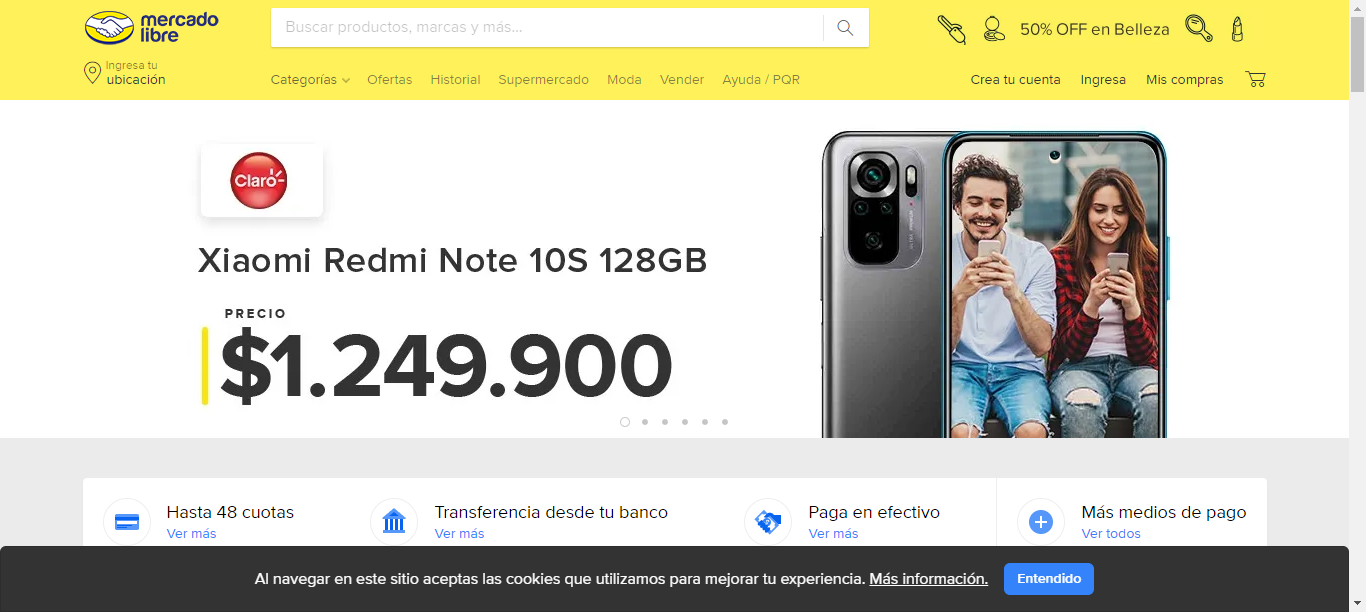 mercado
libre
Buscar productos, marcas y más...
50% OFF en Belleza
Ingresa tu
ubicación
Categorías Ofertas Historial Supermercado Moda Vender Ayuda / PQR
Crea tu cuenta Ingresa Mis compras
Claro
Xiaomi Redmi Note 10S 128GB
PRECIO
$1.249.900
Hasta 48 cuotas
Ver más
Transferencia desde tu banco
Ver más
Paga en efectivo
Ver más
Más medios de pago
Ver todos
Al navegar en este sitio aceptas las cookies que utilizamos para mejorar tu experiencia. Más información.
Entendido